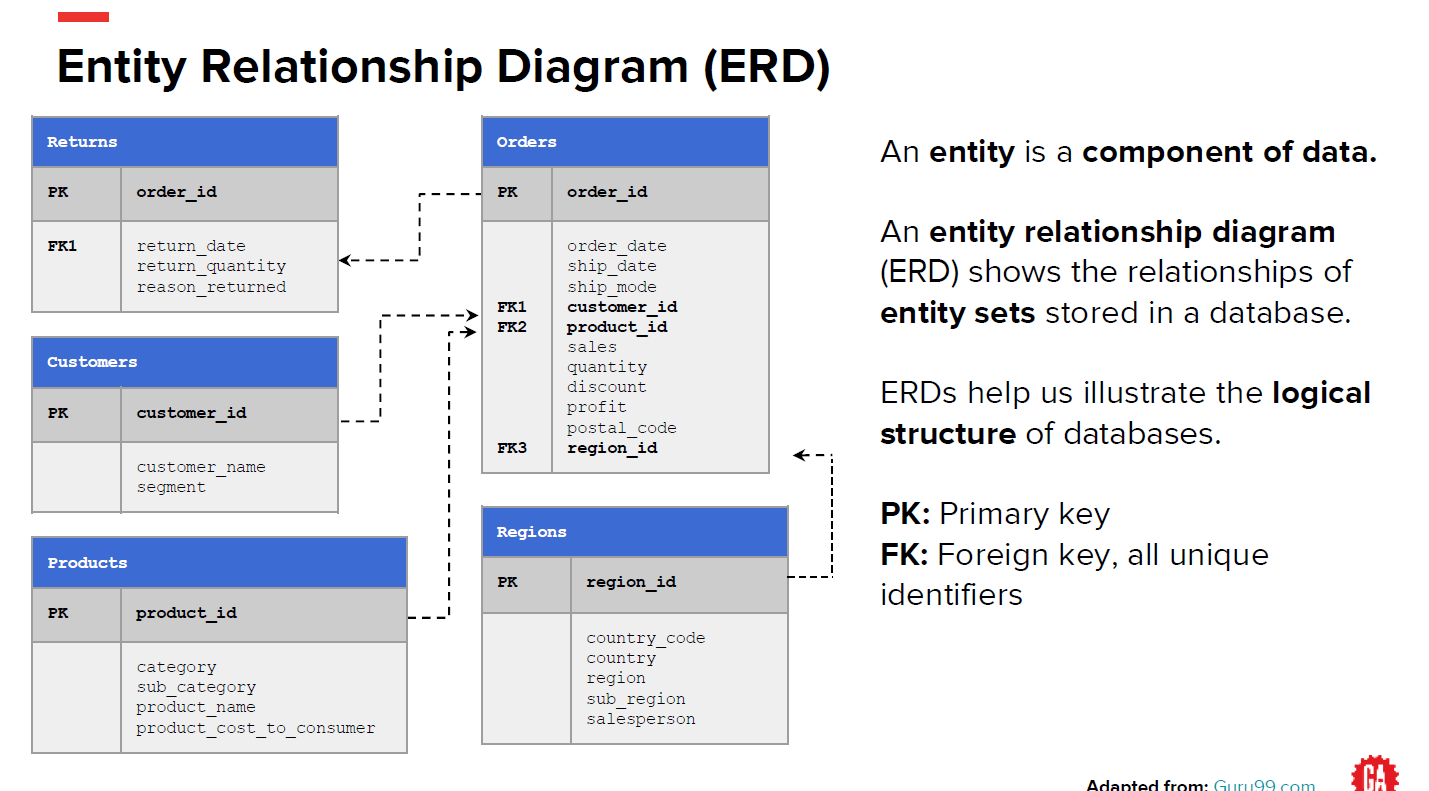 Entity Relationship Diagram (ERD)
Returns
PK order_id
FK1 return_date
return_quantity
reason_returned
Customers
PK customer_id
customer_name
segment
Products
PK product_id
category
sub_category
product_name
product_cost_to_consumer
Orders
PK order_id
order_date
ship_date
ship_mode
FK1 customer_id
FK2 product_id
sales
quantity
discount
profit
postal_code
FK3 region_id
Regions
PK region_id
country_code
country
region
sub_region
salesperson
An entity is a component of data.
An entity relationship diagram
(ERD) shows the relationships of
entity sets stored in a database.
ERDs help us illustrate the logical
structure of databases.
PK: Primary key
FK: Foreign key, all unique
identifiers
Adapted from: Guru99.com
GA